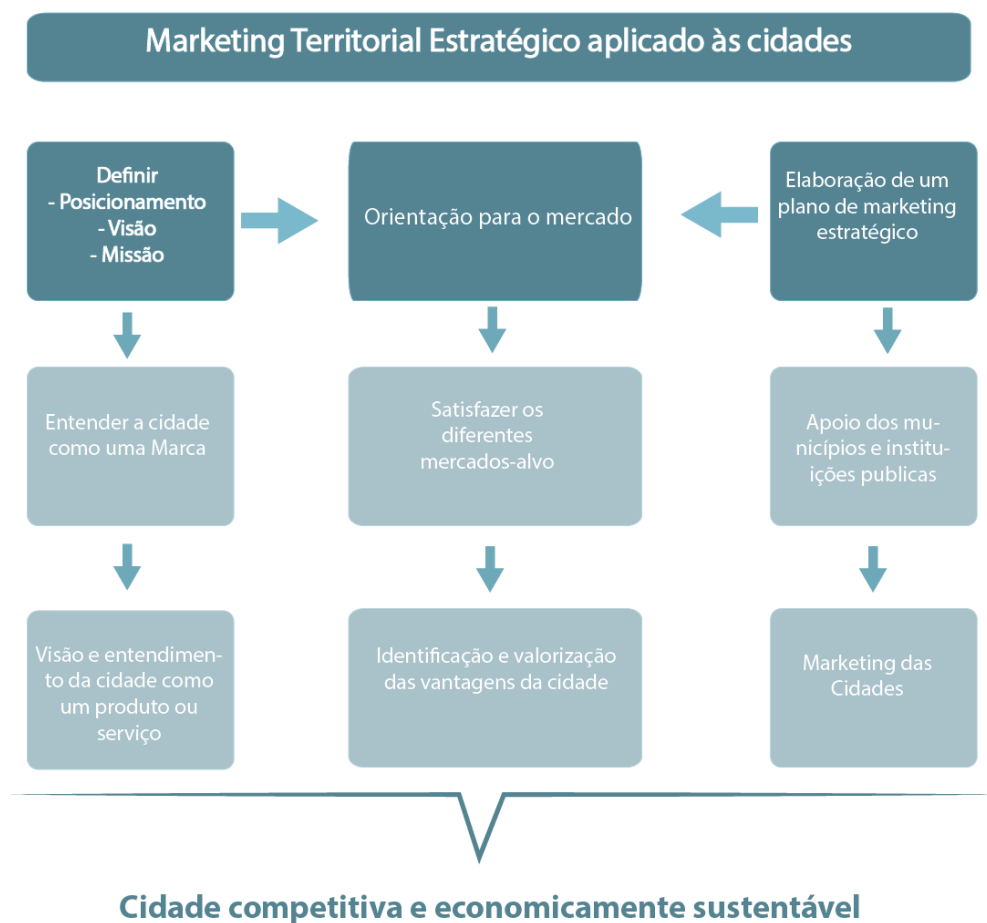 Marketing Territorial Estratégico aplicado às cidades
Definir
- Posicionamento
- Visão
- Missão
Orientação para o mercado
Elaboração de um
plano de marketing
estratégico
Entender a cidade
como uma Marca
Satisfazer os
diferentes
mercados-alvo
Apoio dos mu-
nicípios e institu-
ições publicas
Visão e entendimen-
to da cidade como
um produto ou
serviço
Identificação e valorização
das vantagens da cidade
Marketing das
Cidades
Cidade competitiva e economicamente sustentável